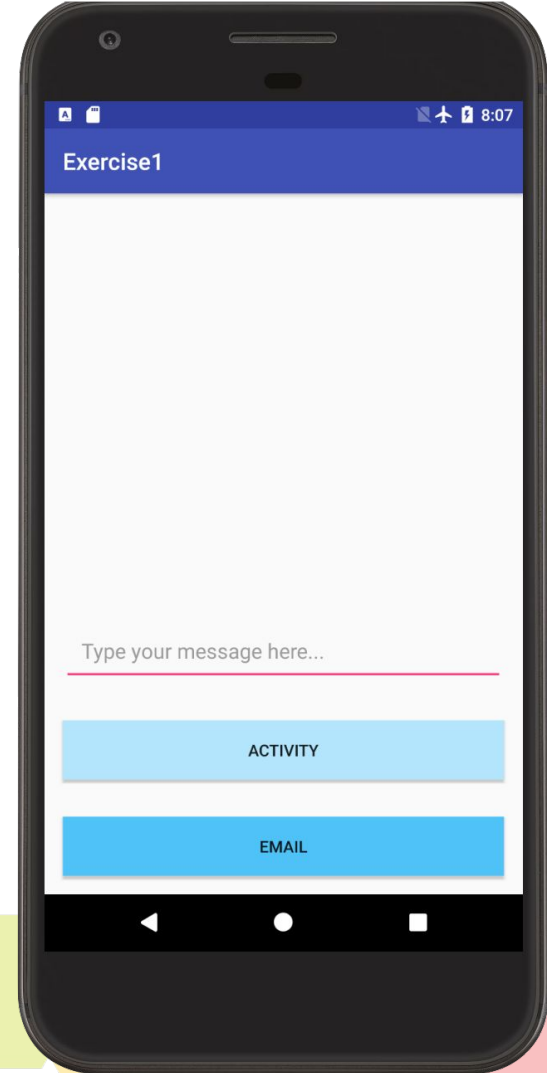 8:07
Exercise1
Type your message here...
ACTIVITY
EMAIL